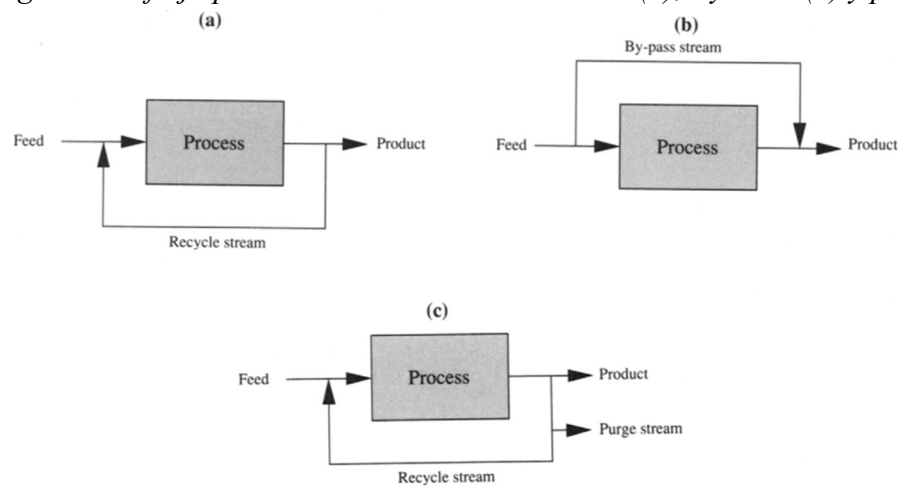 (a)
(b)
By-pass stream
Feed
Process
Product
Recycle stream
Feed
Process
Product
(c)
Feed
Process
Product
Purge stream
Recycle stream